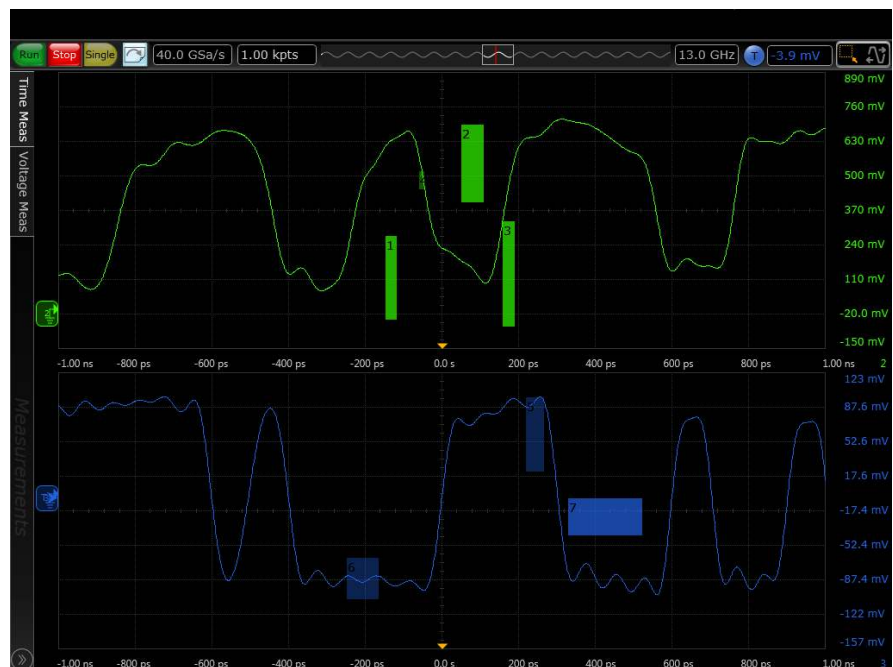 Run Stop Single 40.0 GSa/s 1.00 kpts 13.0 GHz T -3.9 mV
Time Meas
Voltage Meas
Measurements
890 mV
760 mV
630 mV
500 mV
370 mV
240 mV
110 mV
-20.0 mV
-150 mV
2
1
3
2
-1.00 ns -800 ps -600 ps -400 ps -200 ps 0.0 s 200 ps 400 ps 600 ps 800 ps 1.00 ns 2
123 mV
87.6 mV
52.6 mV
17.6 mV
-17.4 mV
-52.4 mV
-87.4 mV
-122 mV
-157 mV
7
6
-1.00 ns -800 ps -600 ps -400 ps -200 ps 0.0 s 200 ps 400 ps 600 ps 800 ps 1.00 ns